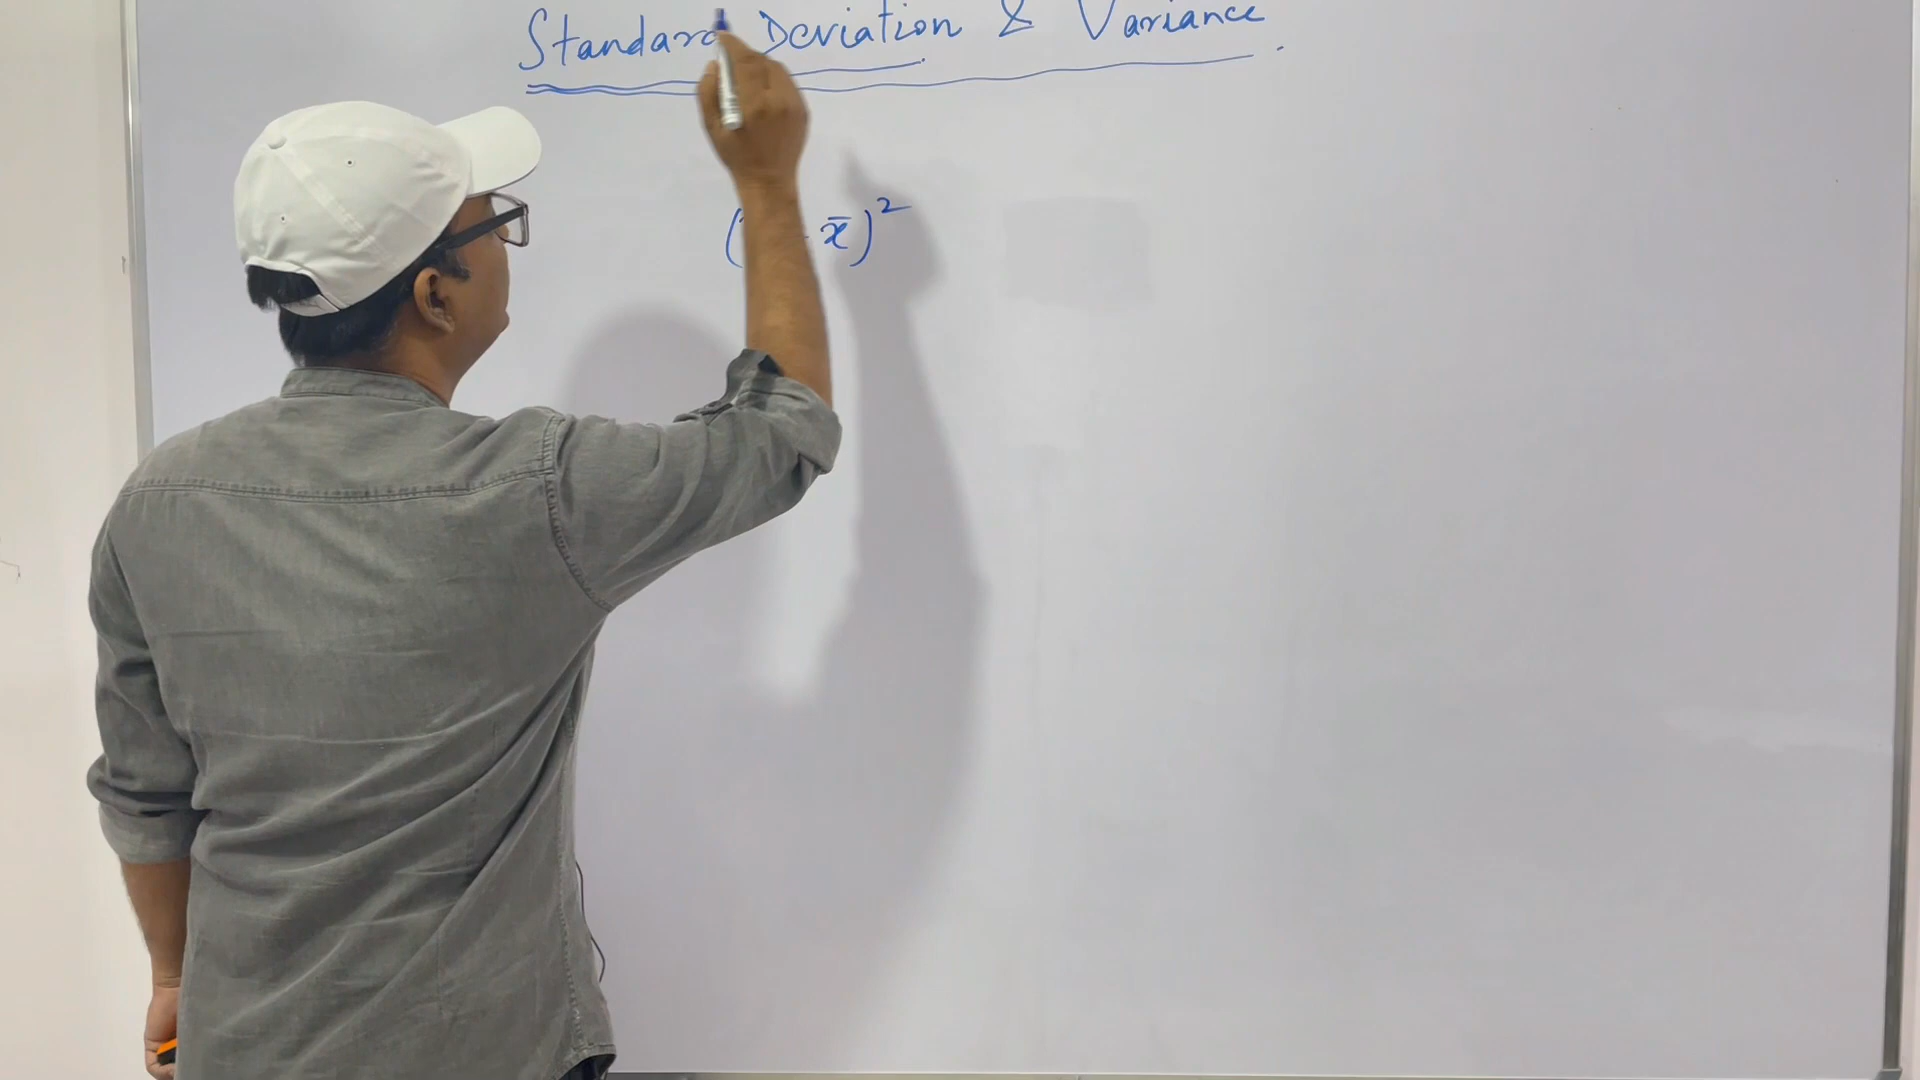 Standard Deviation & Variance.
( - x̄)²